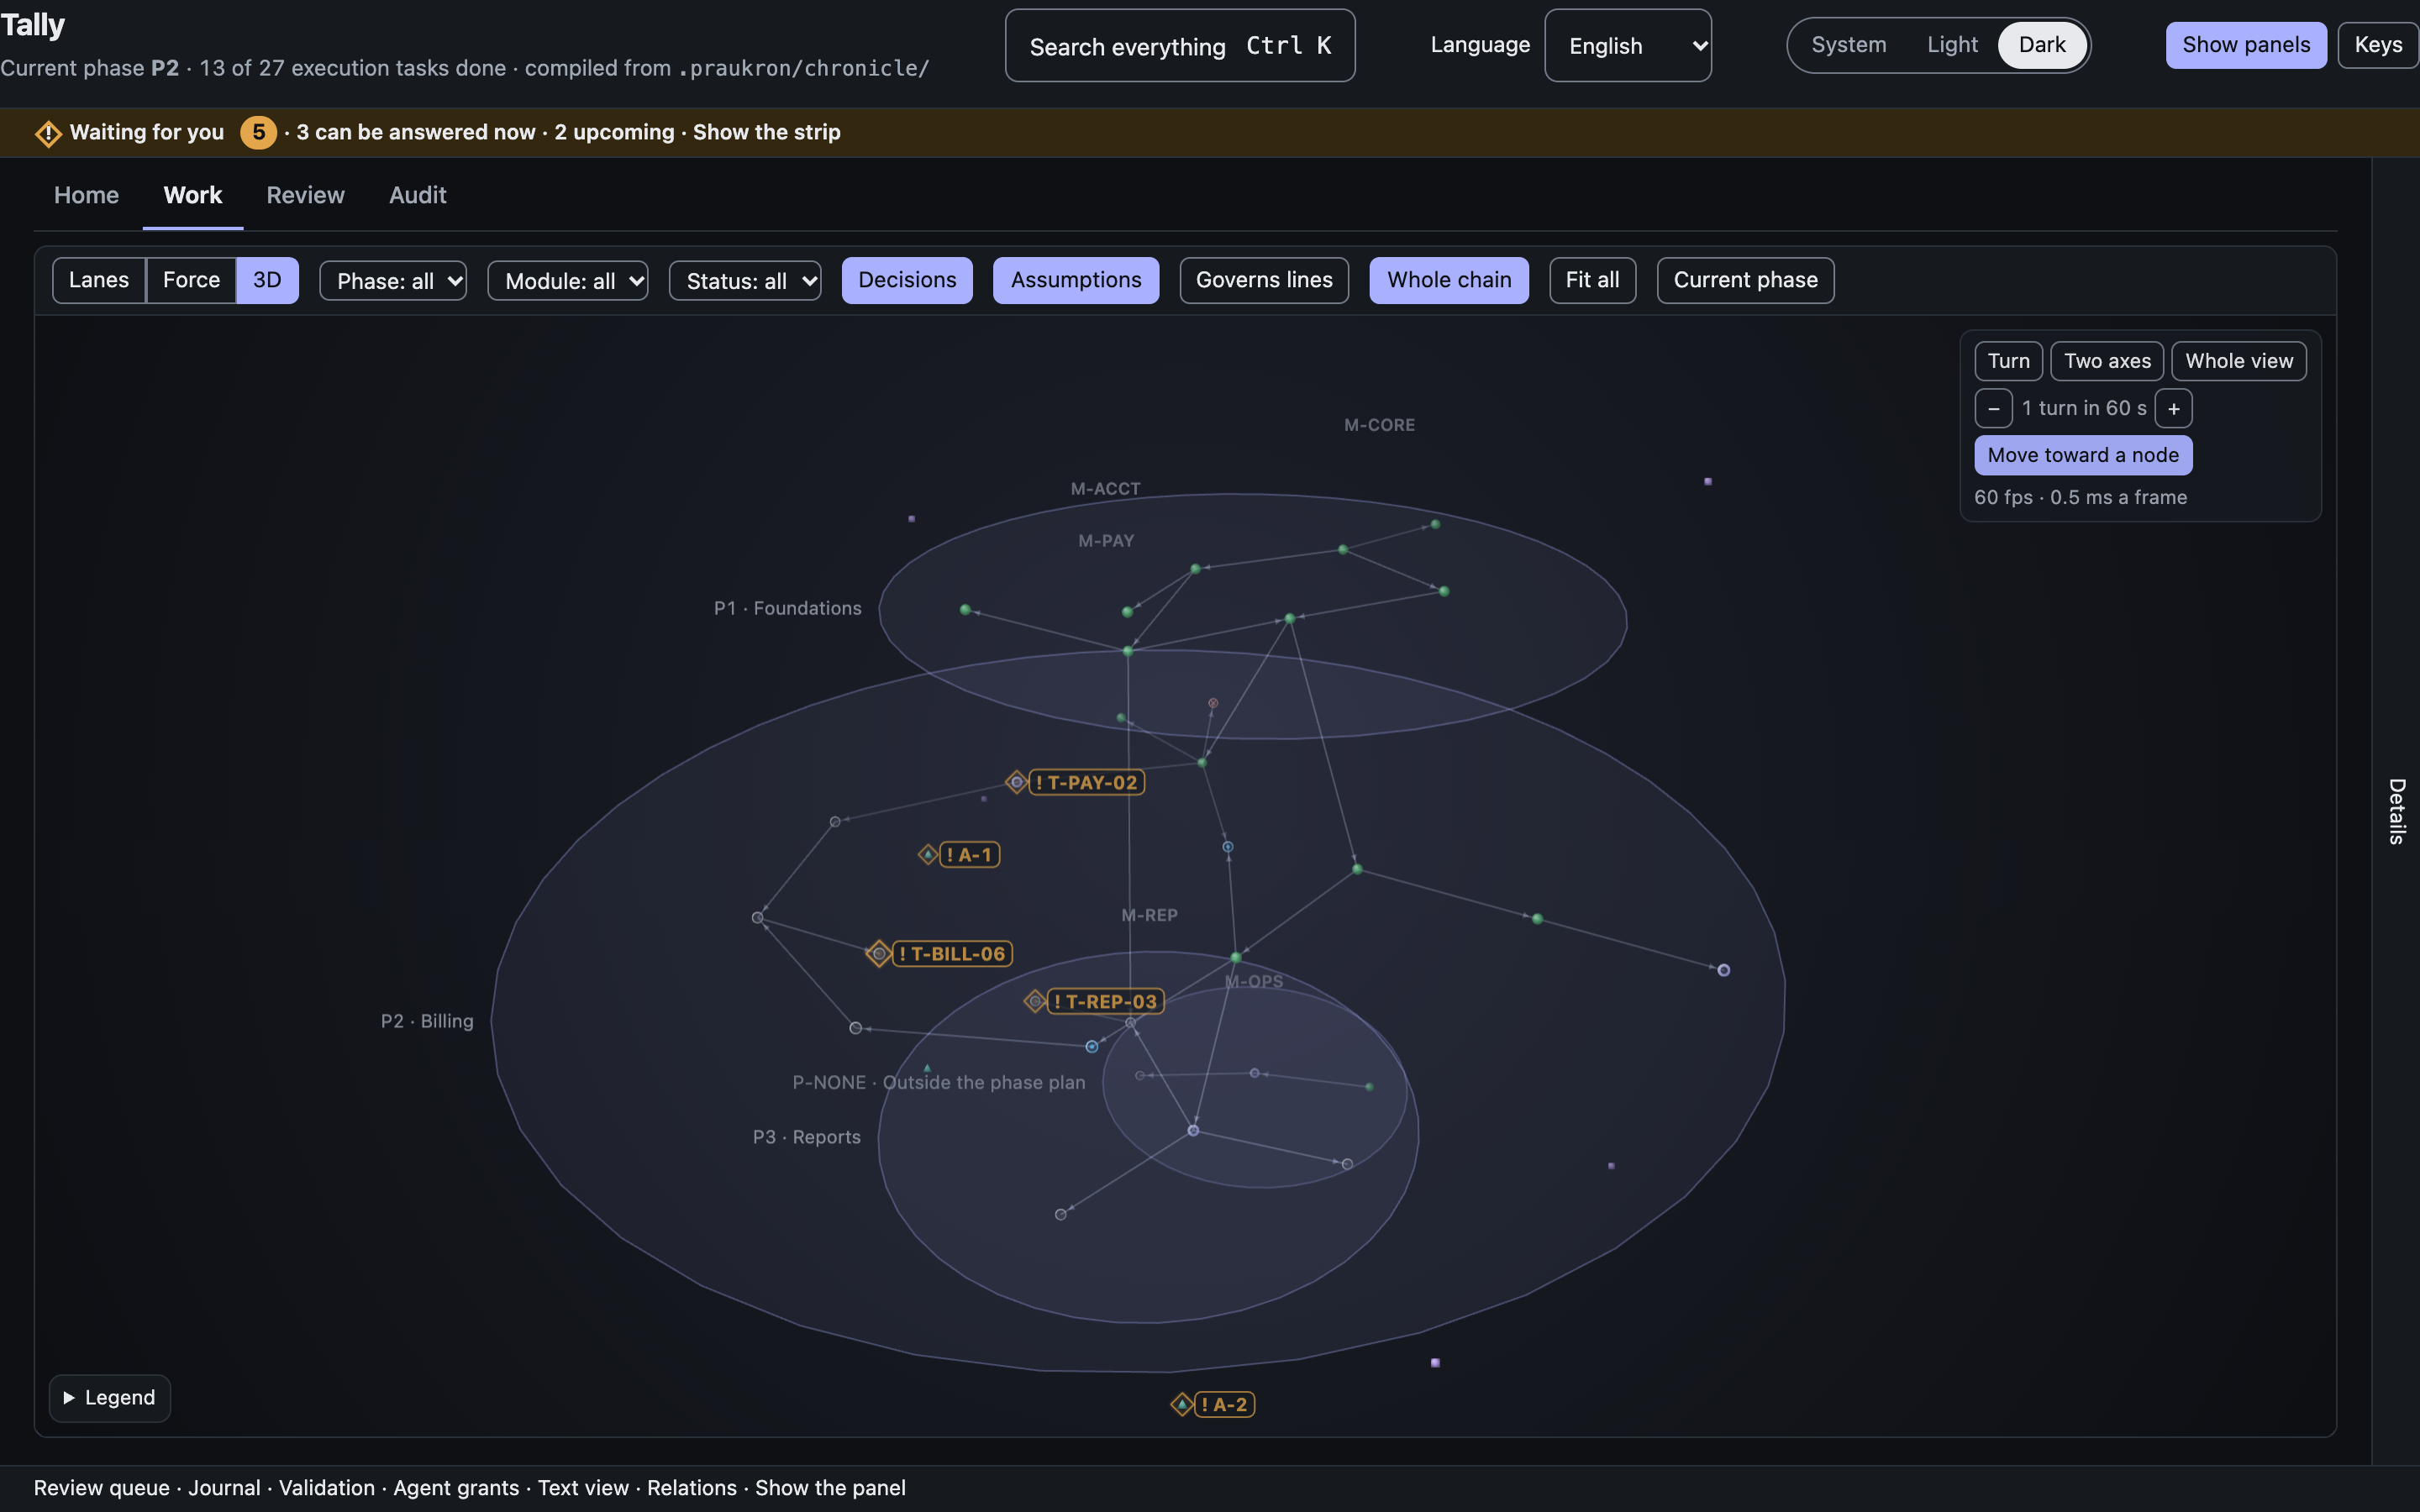 Tally
Current phase P2 · 13 of 27 execution tasks done · compiled from .praukron/chronicle/
Search everything Ctrl K
Language English
System Light Dark
Show panels
Keys
Waiting for you 5 · 3 can be answered now · 2 upcoming · Show the strip
Home Work Review Audit
Lanes Force 3D Phase: all Module: all Status: all Decisions Assumptions Governs lines Whole chain Fit all Current phase
Turn Two axes Whole view
− 1 turn in 60 s +
Move toward a node
60 fps · 0.5 ms a frame
M-CORE
M-ACCT
M-PAY
P1 · Foundations
! T-PAY-02
! A-1
M-REP
! T-BILL-06
M-OPS
! T-REP-03
P2 · Billing
P-NONE · Outside the phase plan
P3 · Reports
! A-2
Details
Legend
Review queue · Journal · Validation · Agent grants · Text view · Relations · Show the panel